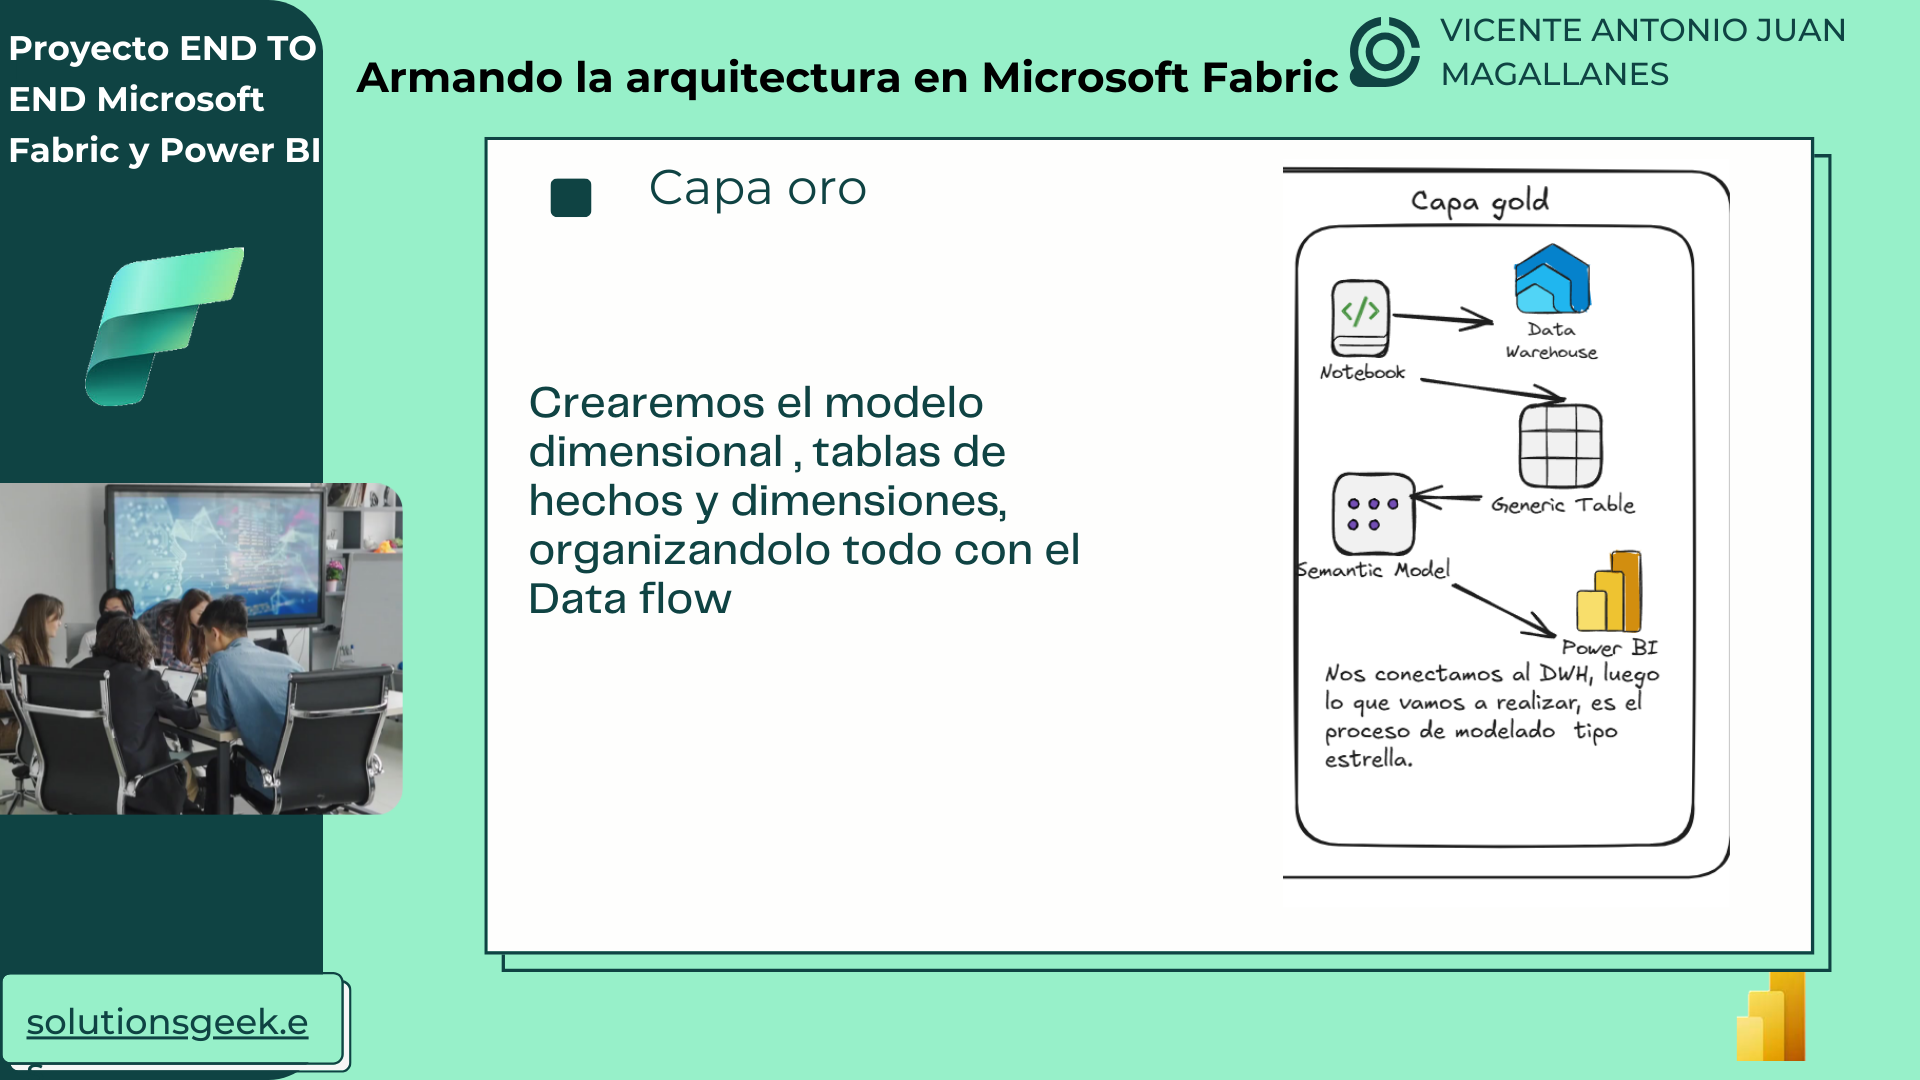 Proyecto END TO
END Microsoft
Fabric y Power BI
Armando la arquitectura en Microsoft Fabric
VICENTE ANTONIO JUAN
MAGALLANES
Capa oro
Crearemos el modelo
dimensional , tablas de
hechos y dimensiones,
organizandolo todo con el
Data flow
Capa gold
Data
Warehouse
Notebook
Generic Table
Semantic Model
Power BI
Nos conectamos al DWH, luego
lo que vamos a realizar, es el
proceso de modelado tipo
estrella.
solutionsgeek.e